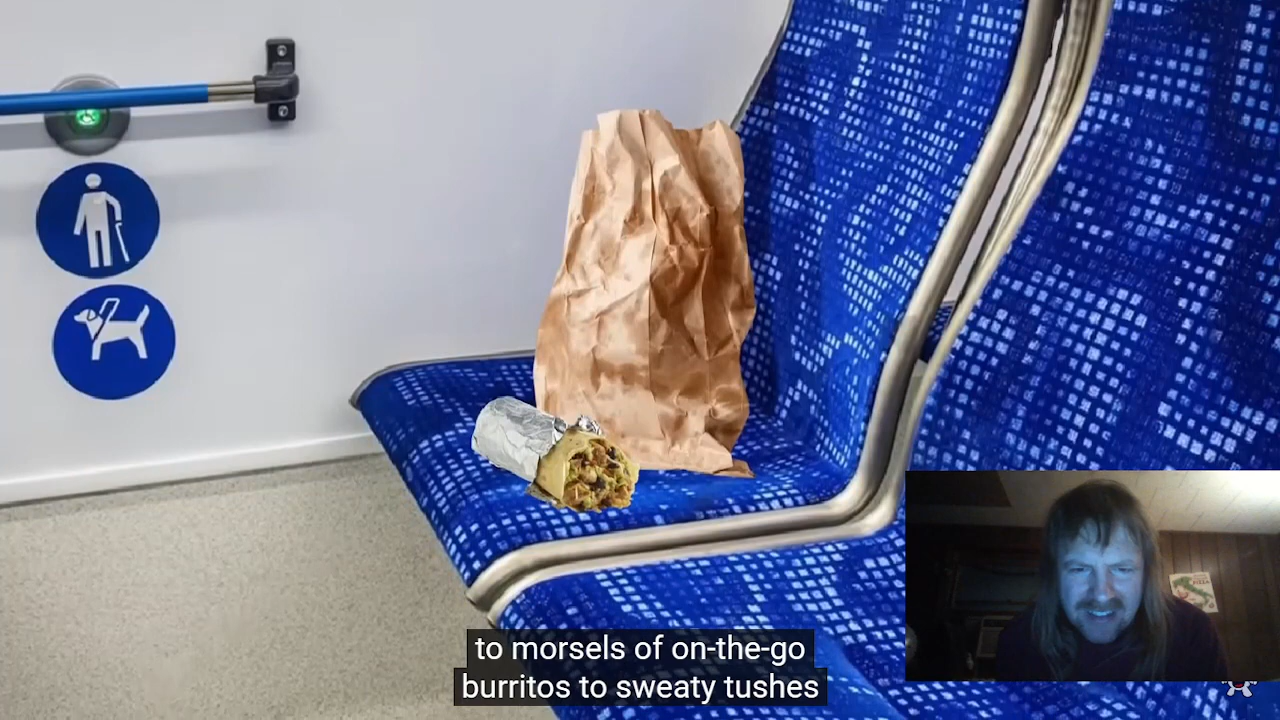 to morsels of on-the-go
burritos to sweaty tushes